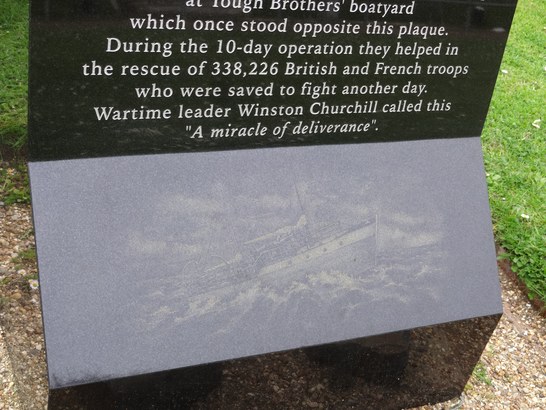 at Tough Brothers' boatyard
which once stood opposite this plaque.
During the 10-day operation they helped in
the rescue of 338,226 British and French troops
who were saved to fight another day.
Wartime leader Winston Churchill called this
"A miracle of deliverance".